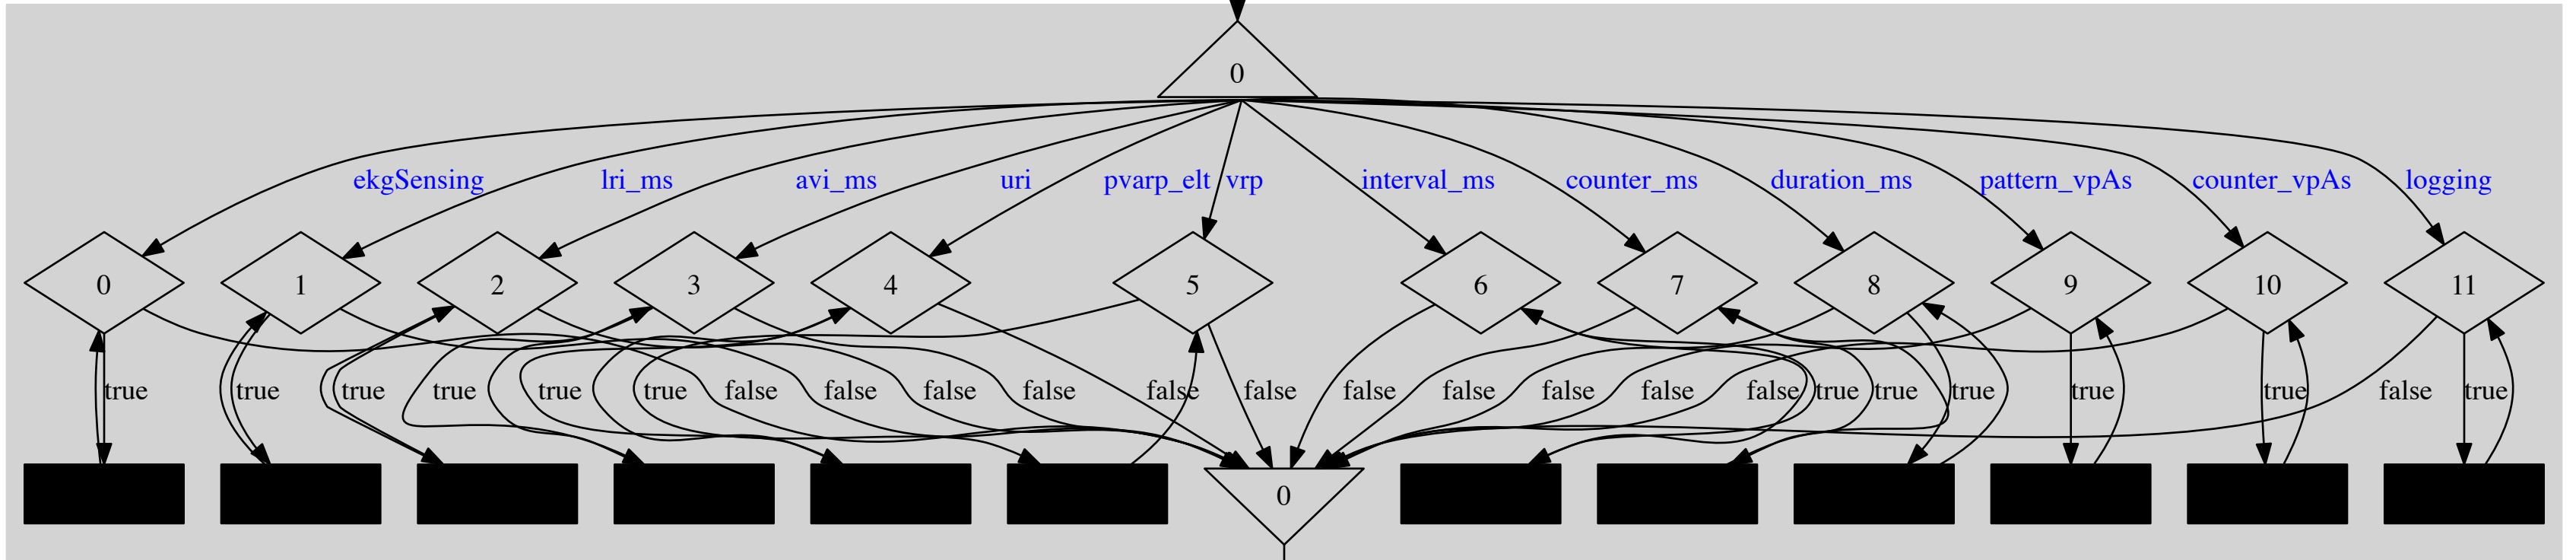 0
ekgSensing lri_ms avi_ms uri pvarp_elt vrp interval_ms counter_ms duration_ms pattern_vpAs counter_vpAs logging
0 1 2 3 4 5 6 7 8 9 10 11
true true true true true true false false false false false false false false false false false true true true true true false true
0